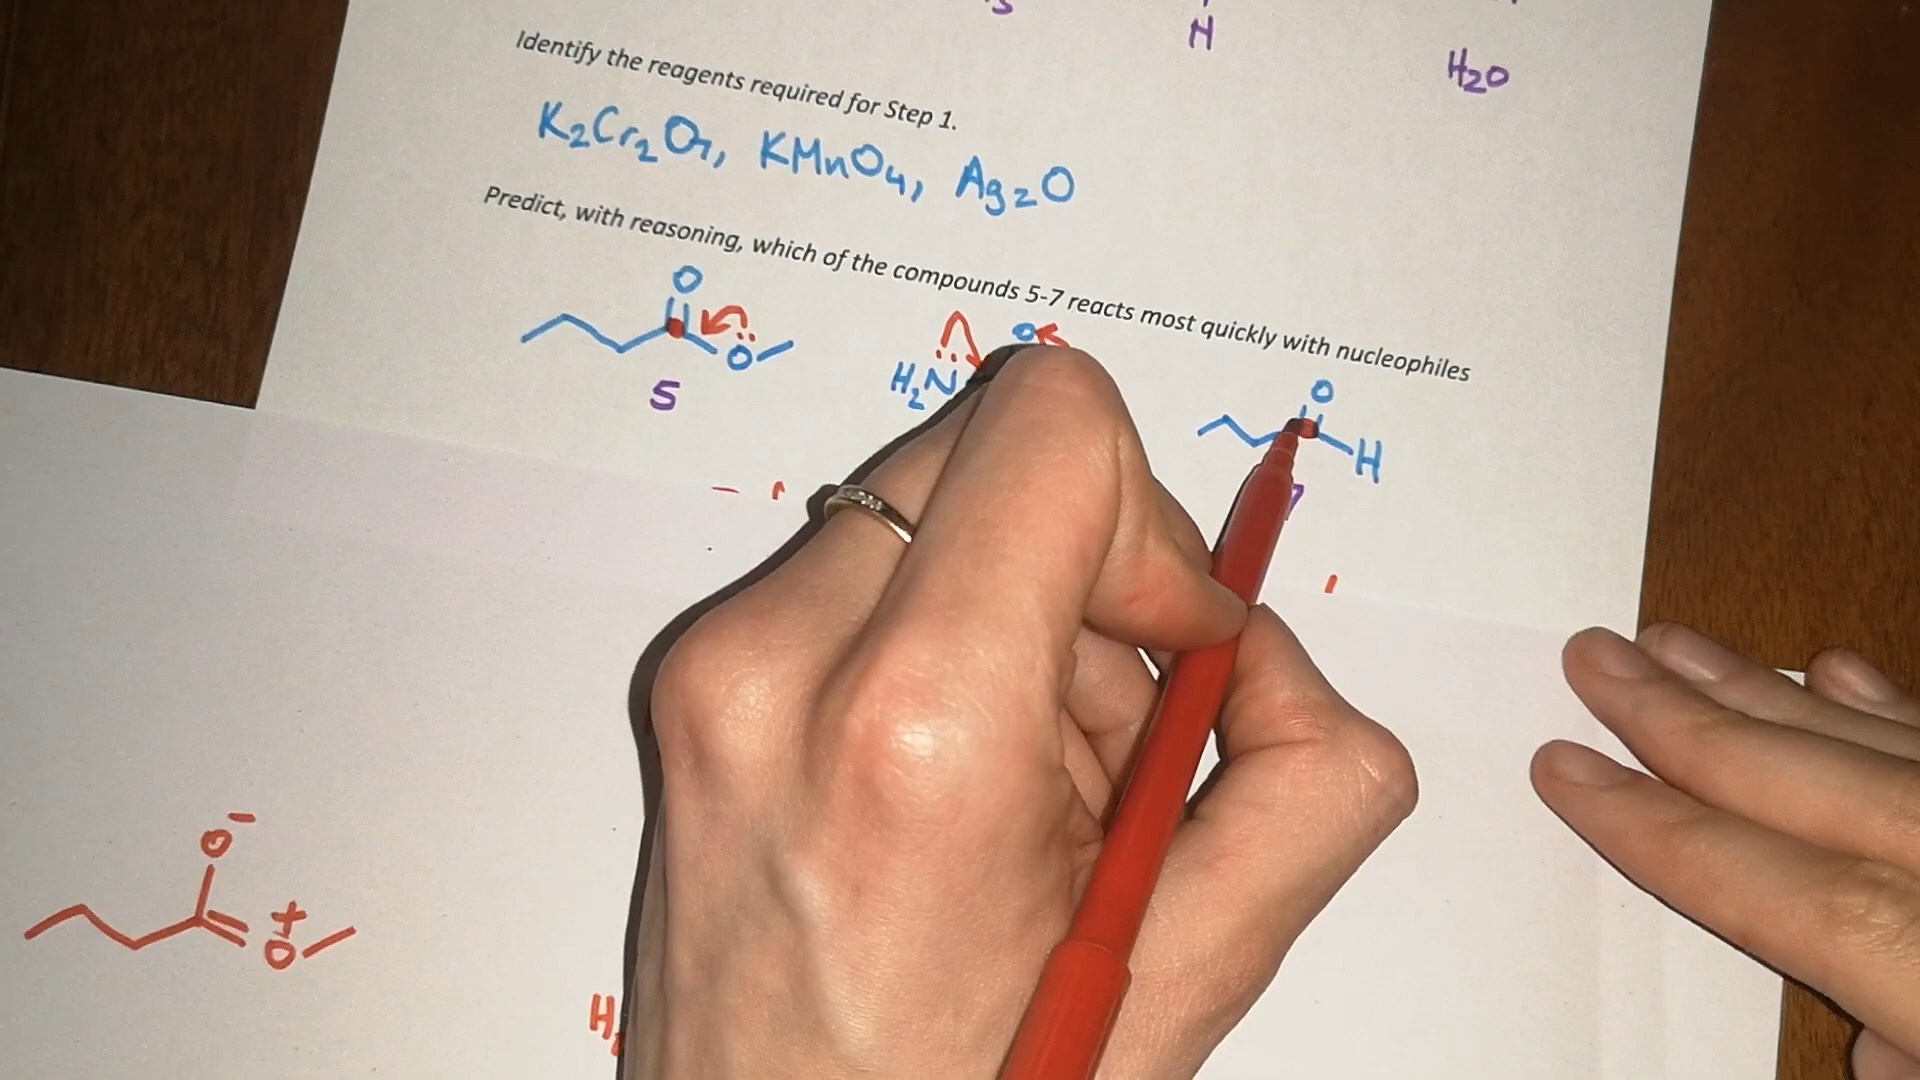 H
H₂O
Identify the reagents required for Step 1.
K₂Cr₂O₇, KMnO₄, Ag₂O
Predict, with reasoning, which of the compounds 5-7 reacts most quickly with nucleophiles
O
O
5
H₂N
O
O
H
7
O⁻
O⁺
H